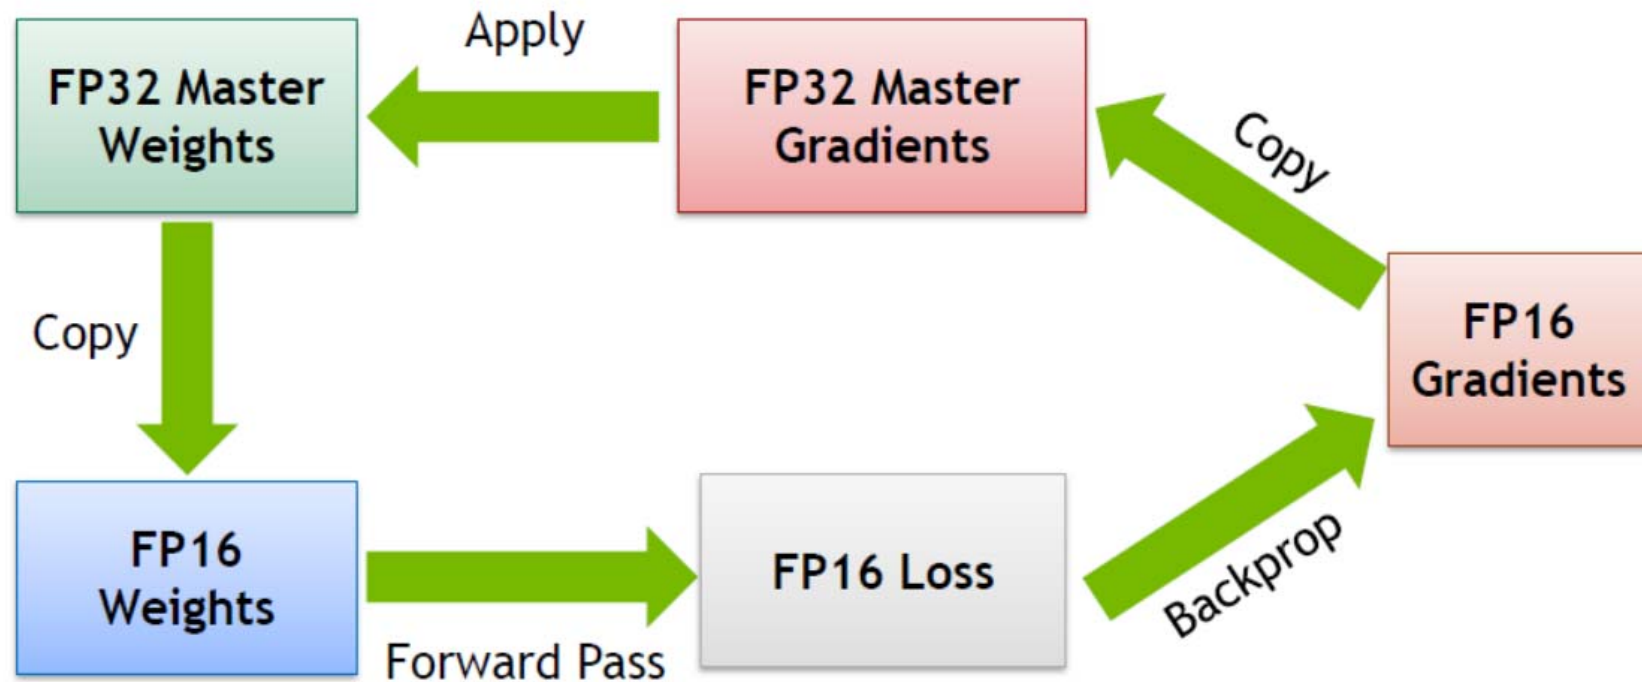 Apply
FP32 Master
Weights
FP32 Master
Gradients
Copy
Copy
FP16
Gradients
FP16
Weights
FP16 Loss
Backprop
Forward Pass